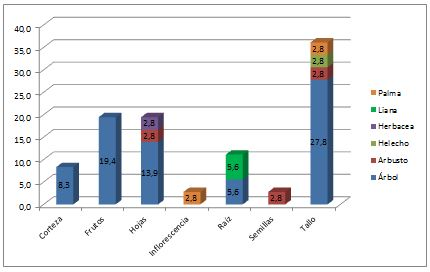 40,0
35,0
30,0
25,0
20,0
15,0
10,0
5,0
0,0
8,3
19,4
13,9
2,8
2,8
2,8
5,6
5,6
2,8
27,8
2,8
2,8
2,8
Corteza
Frutos
Hojas
Inflorescencia
Raíz
Semillas
Tallo
Palma
Liana
Herbacea
Helecho
Arbusto
Árbol